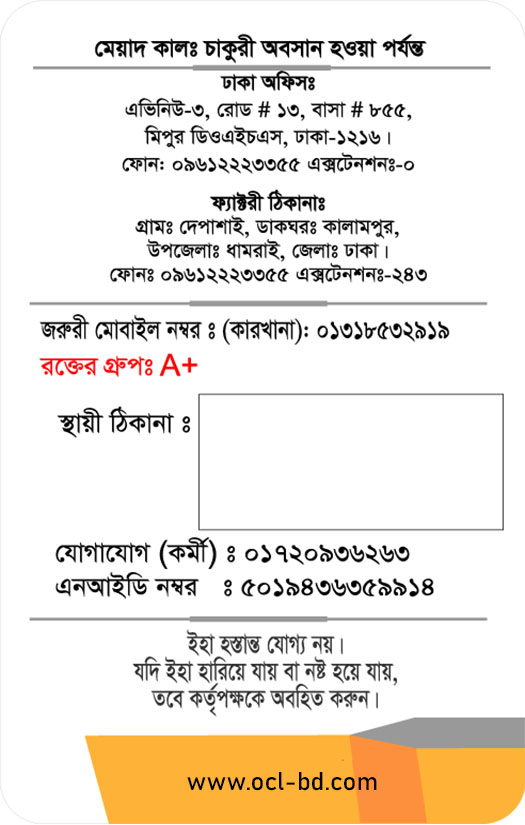 মেয়াদ কালঃ চাকুরী অবসান হওয়া পর্যন্ত
ঢাকা অফিসঃ
এভিনিউ-৩, রোড # ১৩, বাসা # ৮৫৫,
মিপুর ডিওএইচএস, ঢাকা-১২১৬।
ফোন: ০৯৬১২২২৩৩৫৫ এক্সটেনশনঃ-০
ফ্যাক্টরী ঠিকানাঃ
গ্রামঃ দেপাশাই, ডাকঘরঃ কালামপুর,
উপজেলাঃ ধামরাই, জেলাঃ ঢাকা।
ফোনঃ ০৯৬১২২২৩৩৫৫ এক্সটেনশনঃ-২৪৩
জরুরী মোবাইল নম্বর ঃ (কারখানা): ০১৩১৮৫৩২৯১৯
রক্তের গ্রুপঃ A+
স্থায়ী ঠিকানা ঃ
যোগাযোগ (কর্মী) ঃ ০১৭২০৯৩৬২৬৩
এনআইডি নম্বর ঃ ৫০১৯৪৩৬৩৫৯৯১৪
ইহা হস্তান্ত যোগ্য নয়।
যদি ইহা হারিয়ে যায় বা নষ্ট হয়ে যায়,
তবে কর্তৃপক্ষকে অবহিত করুন।
www.ocl-bd.com